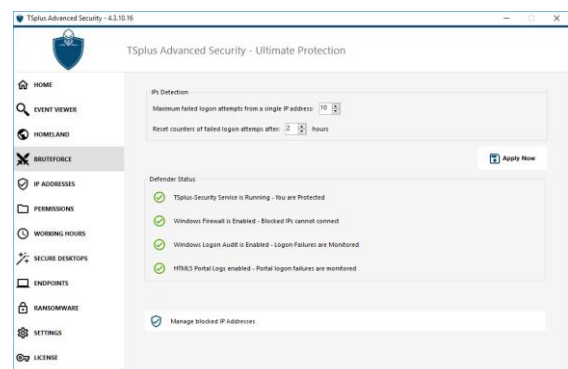 TSplus Advanced Security - 4.3.10.16
TSplus Advanced Security - Ultimate Protection
HOME
EVENT VIEWER
HOMELAND
BRUTEFORCE
IP ADDRESSES
PERMISSIONS
WORKING HOURS
SECURE DESKTOPS
ENDPOINTS
RANSOMWARE
SETTINGS
LICENSE
IPs Detection
Maximum failed logon attempts from a single IP address: 10
Reset counters of failed logon attemps after: 2 hours
Apply Now
Defender Status
TSplus-Security Service is Running - You are Protected
Windows Firewall is Enabled - Blocked IPs cannot connect
Windows Logon Audit is Enabled - Logon Failures are Monitored
HTML5 Portal Logs enabled - Portal logon failures are monitored
Manage blocked IP Addresses